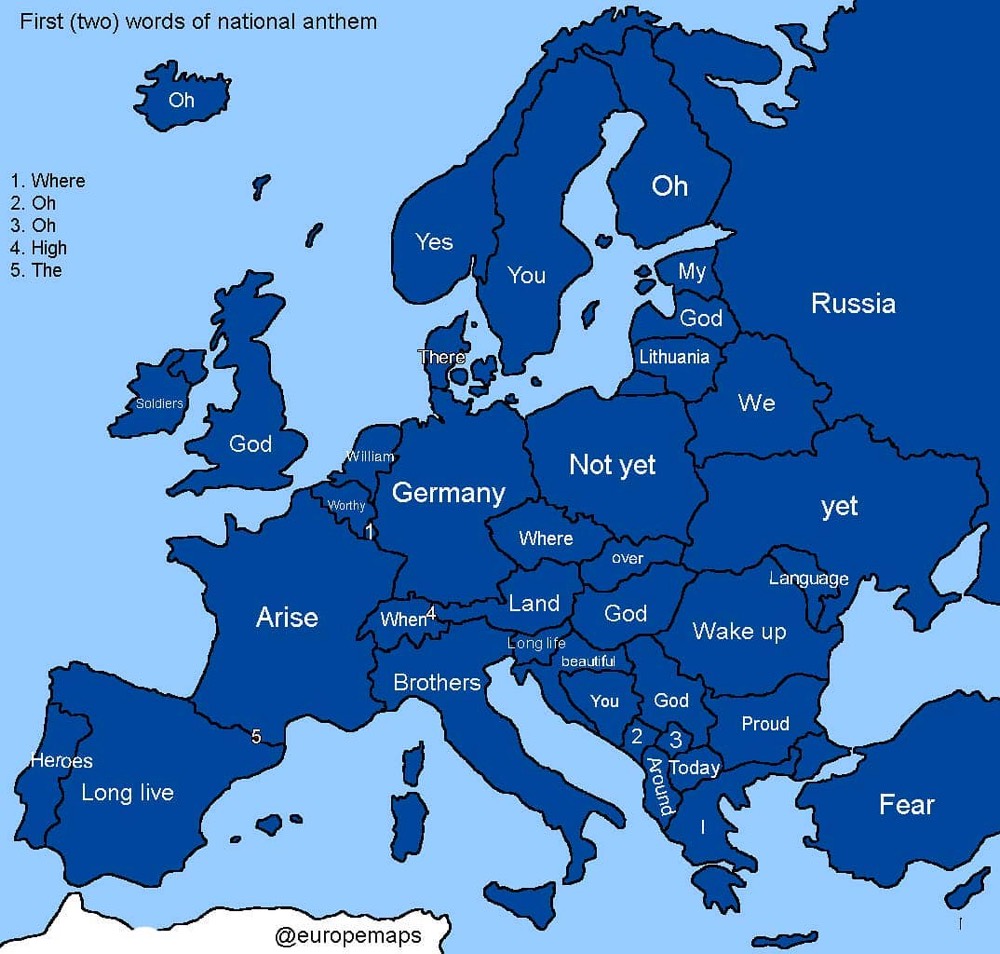 First (two) words of national anthem
Oh
1. Where
2. Oh
3. Oh
4. High
5. The
Oh
Yes
You
My
God
Russia
Lithuania
There
We
Soldiers
God
William
Not yet
Germany
Worthy
yet
1
Where
over
Language
Arise
When
4
Land
God
Wake up
Long life
beautiful
Brothers
You
God
Proud
5
2
3
Heroes
Today
Around
Long live
Fear
I
I
@europemaps